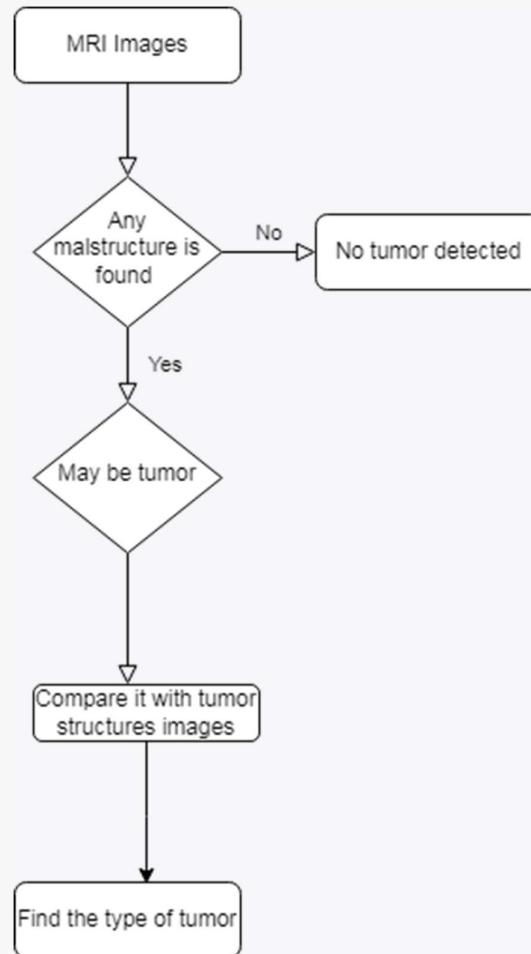 MRI Images
Any
malstructure is
found
No
No tumor detected
Yes
May be tumor
Compare it with tumor
structures images
Find the type of tumor